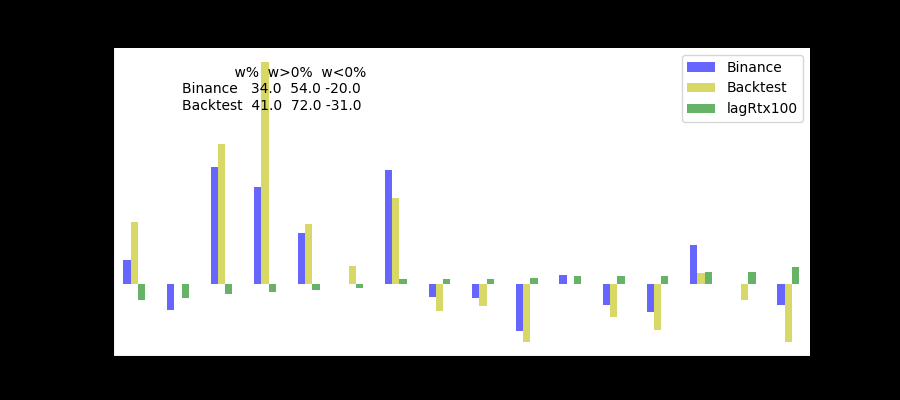 w% w>0% w<0%
Binance 34.0 54.0 -20.0
Backtest 41.0 72.0 -31.0
Binance
Backtest
lagRtx100